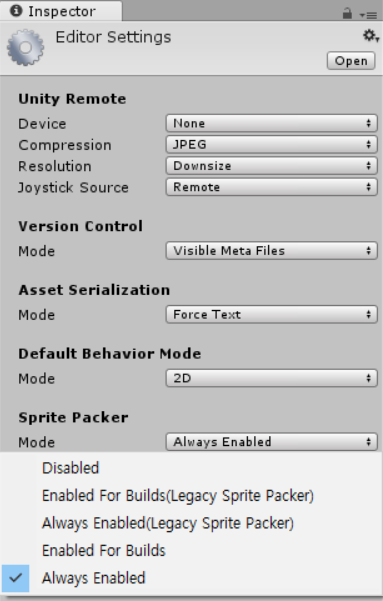 Inspector
Editor Settings
Open
Unity Remote
Device None
Compression JPEG
Resolution Downsize
Joystick Source Remote
Version Control
Mode Visible Meta Files
Asset Serialization
Mode Force Text
Default Behavior Mode
Mode 2D
Sprite Packer
Mode Always Enabled
Disabled
Enabled For Builds(Legacy Sprite Packer)
Always Enabled(Legacy Sprite Packer)
Enabled For Builds
Always Enabled